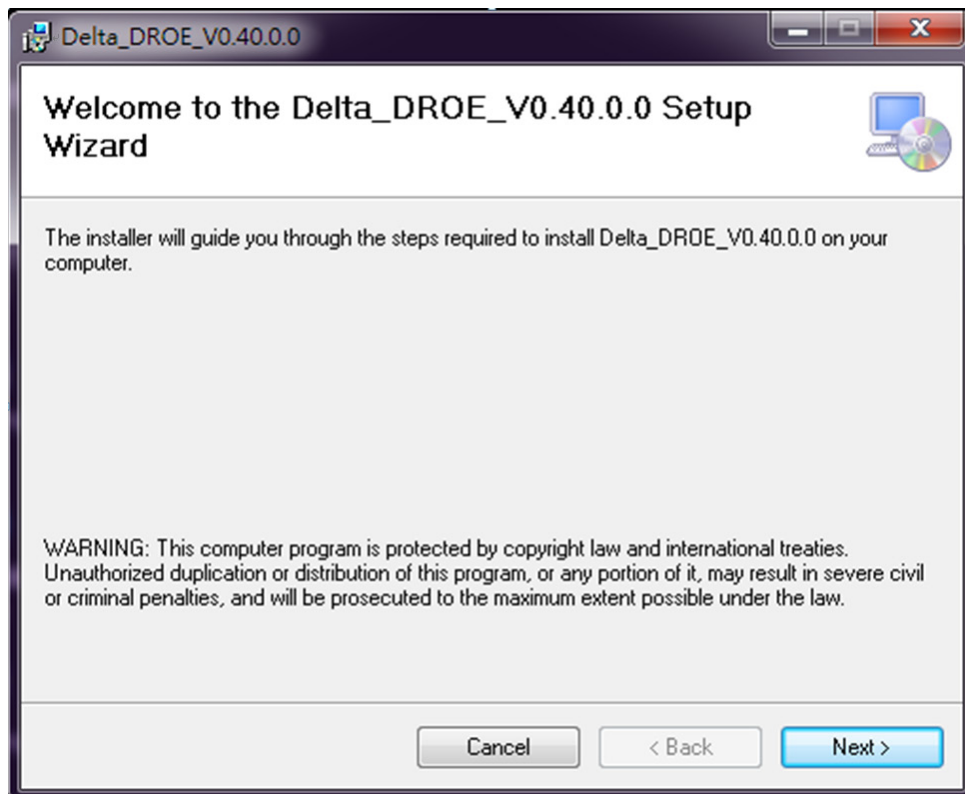 Delta_DROE_V0.40.0.0
Welcome to the Delta_DROE_V0.40.0.0 Setup
Wizard
The installer will guide you through the steps required to install Delta_DROE_V0.40.0.0 on your
computer.
WARNING: This computer program is protected by copyright law and international treaties.
Unauthorized duplication or distribution of this program, or any portion of it, may result in severe civil
or criminal penalties, and will be prosecuted to the maximum extent possible under the law.
Cancel
< Back
Next >